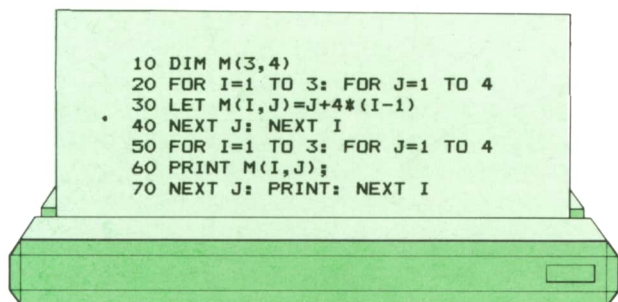 10 DIM M(3,4)
20 FOR I=1 TO 3: FOR J=1 TO 4
30 LET M(I,J)=J+4*(I-1)
40 NEXT J: NEXT I
50 FOR I=1 TO 3: FOR J=1 TO 4
60 PRINT M(I,J);
70 NEXT J: PRINT: NEXT I